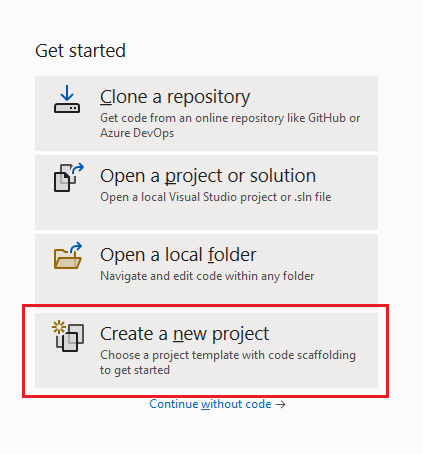 Get started
Clone a repository
Get code from an online repository like GitHub or
Azure DevOps
Open a project or solution
Open a local Visual Studio project or .sln file
Open a local folder
Navigate and edit code within any folder
Create a new project
Choose a project template with code scaffolding
to get started
Continue without code →